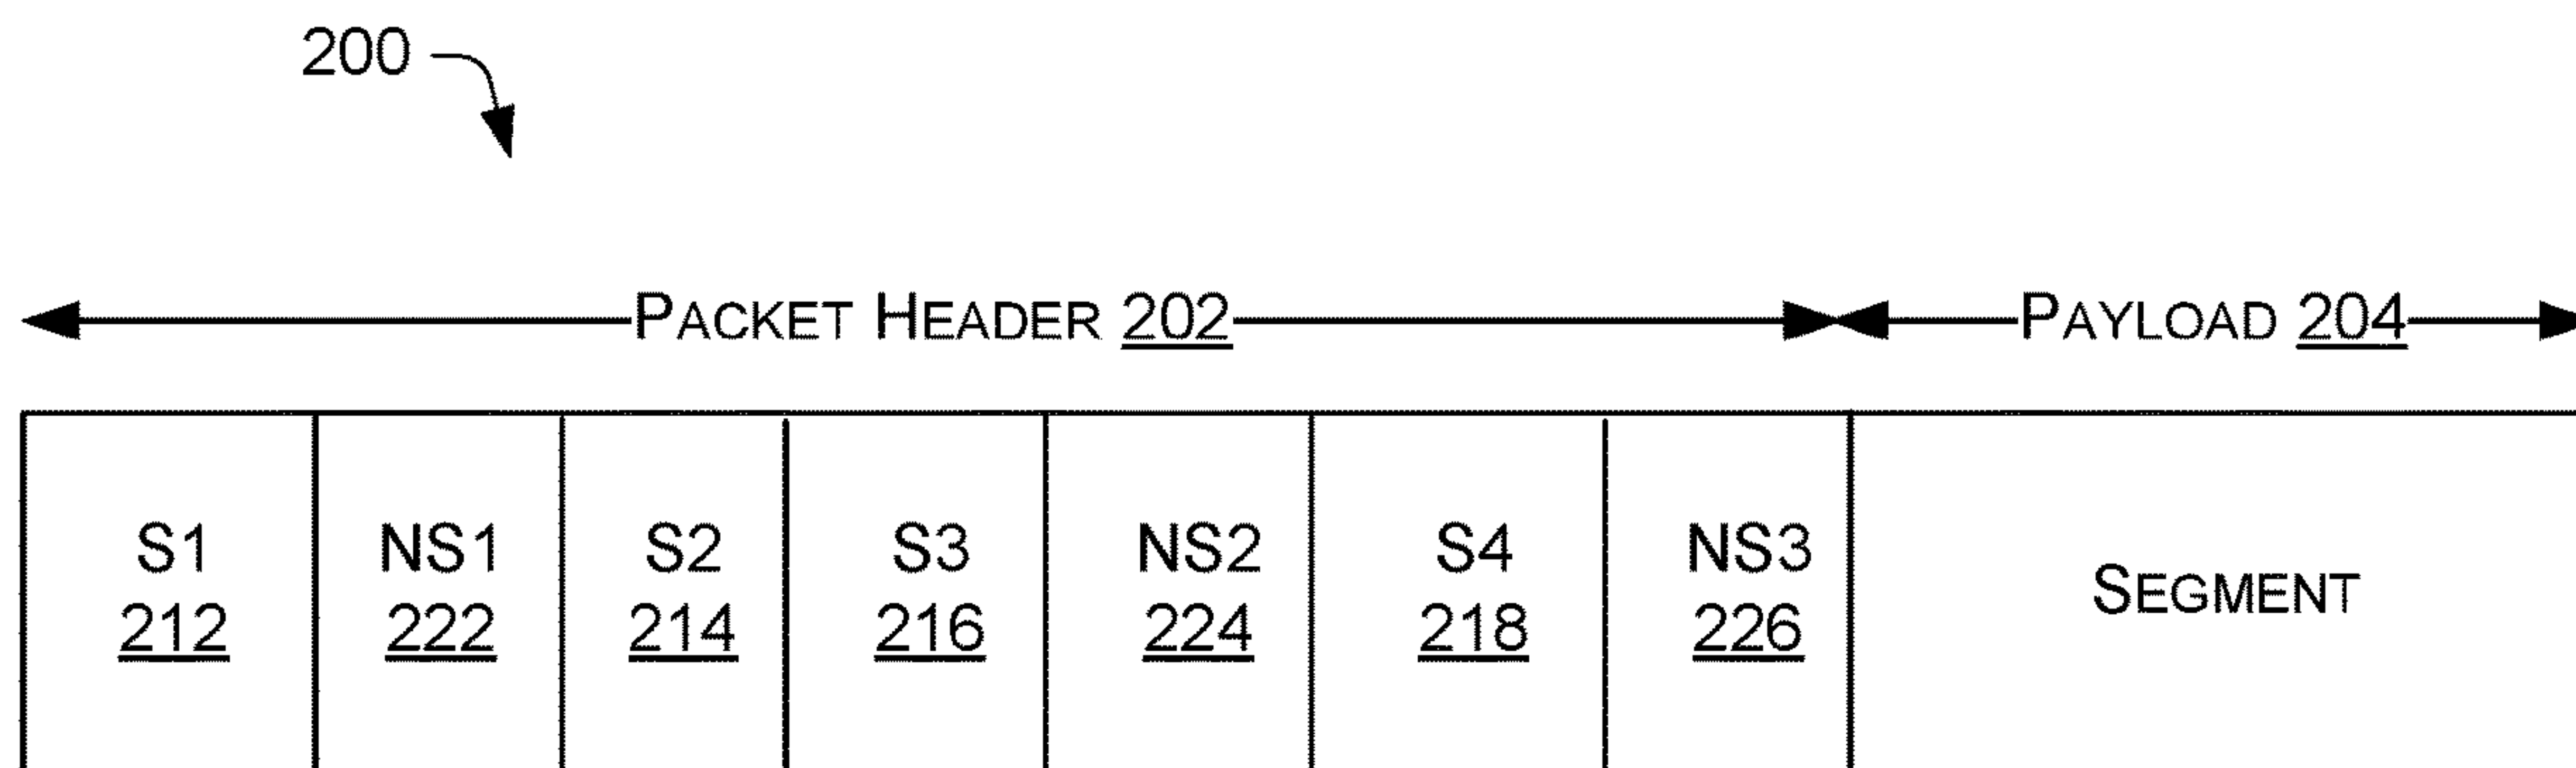 200
PACKET HEADER 202 PAYLOAD 204
S1 NS1 S2 S3 NS2 S4 NS3 SEGMENT
212 222 214 216 224 218 226